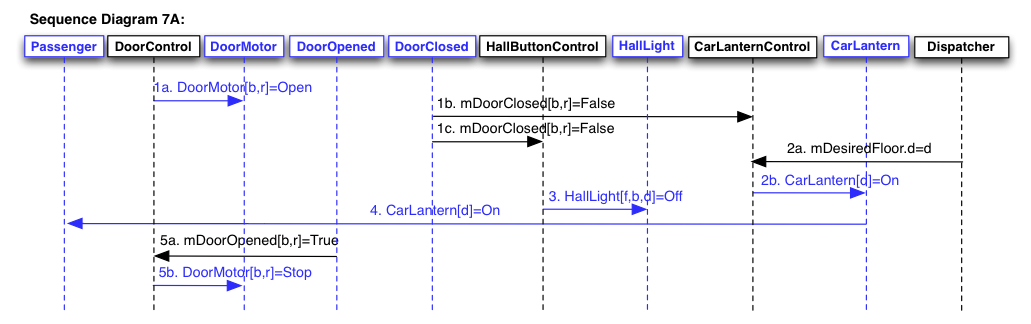 Sequence Diagram 7A:
Passenger DoorControl DoorMotor DoorOpened DoorClosed HallButtonControl HallLight CarLanternControl CarLantern Dispatcher
1a. DoorMotor[b,r]=Open
1b. mDoorClosed[b,r]=False
1c. mDoorClosed[b,r]=False
2a. mDesiredFloor.d=d
2b. CarLantern[d]=On
3. HallLight[f,b,d]=Off
4. CarLantern[d]=On
5a. mDoorOpened[b,r]=True
5b. DoorMotor[b,r]=Stop